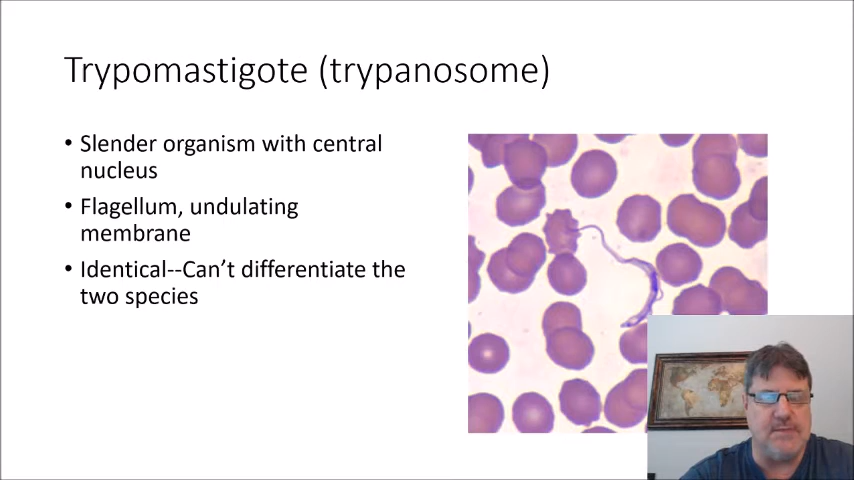 Trypomastigote (trypanosome)
• Slender organism with central
nucleus
• Flagellum, undulating
membrane
• Identical--Can’t differentiate the
two species